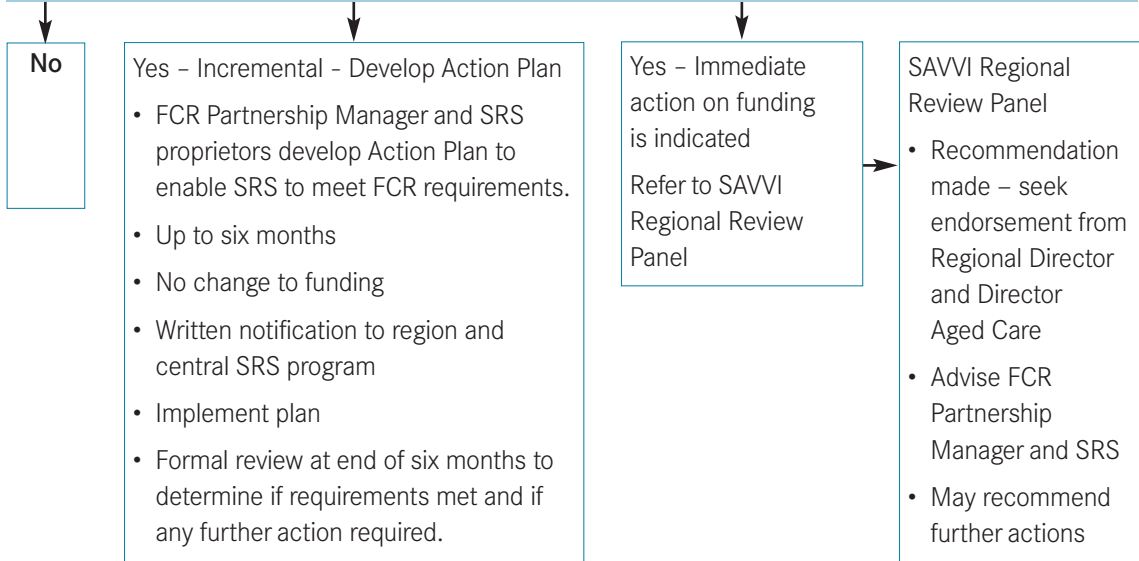 No
Yes – Incremental - Develop Action Plan
• FCR Partnership Manager and SRS
proprietors develop Action Plan to
enable SRS to meet FCR requirements.
• Up to six months
• No change to funding
• Written notification to region and
central SRS program
• Implement plan
• Formal review at end of six months to
determine if requirements met and if
any further action required.
Yes – Immediate
action on funding
is indicated
Refer to SAVVI
Regional Review
Panel
SAVVI Regional
Review Panel
• Recommendation
made – seek
endorsement from
Regional Director
and Director
Aged Care
• Advise FCR
Partnership
Manager and SRS
• May recommend
further actions